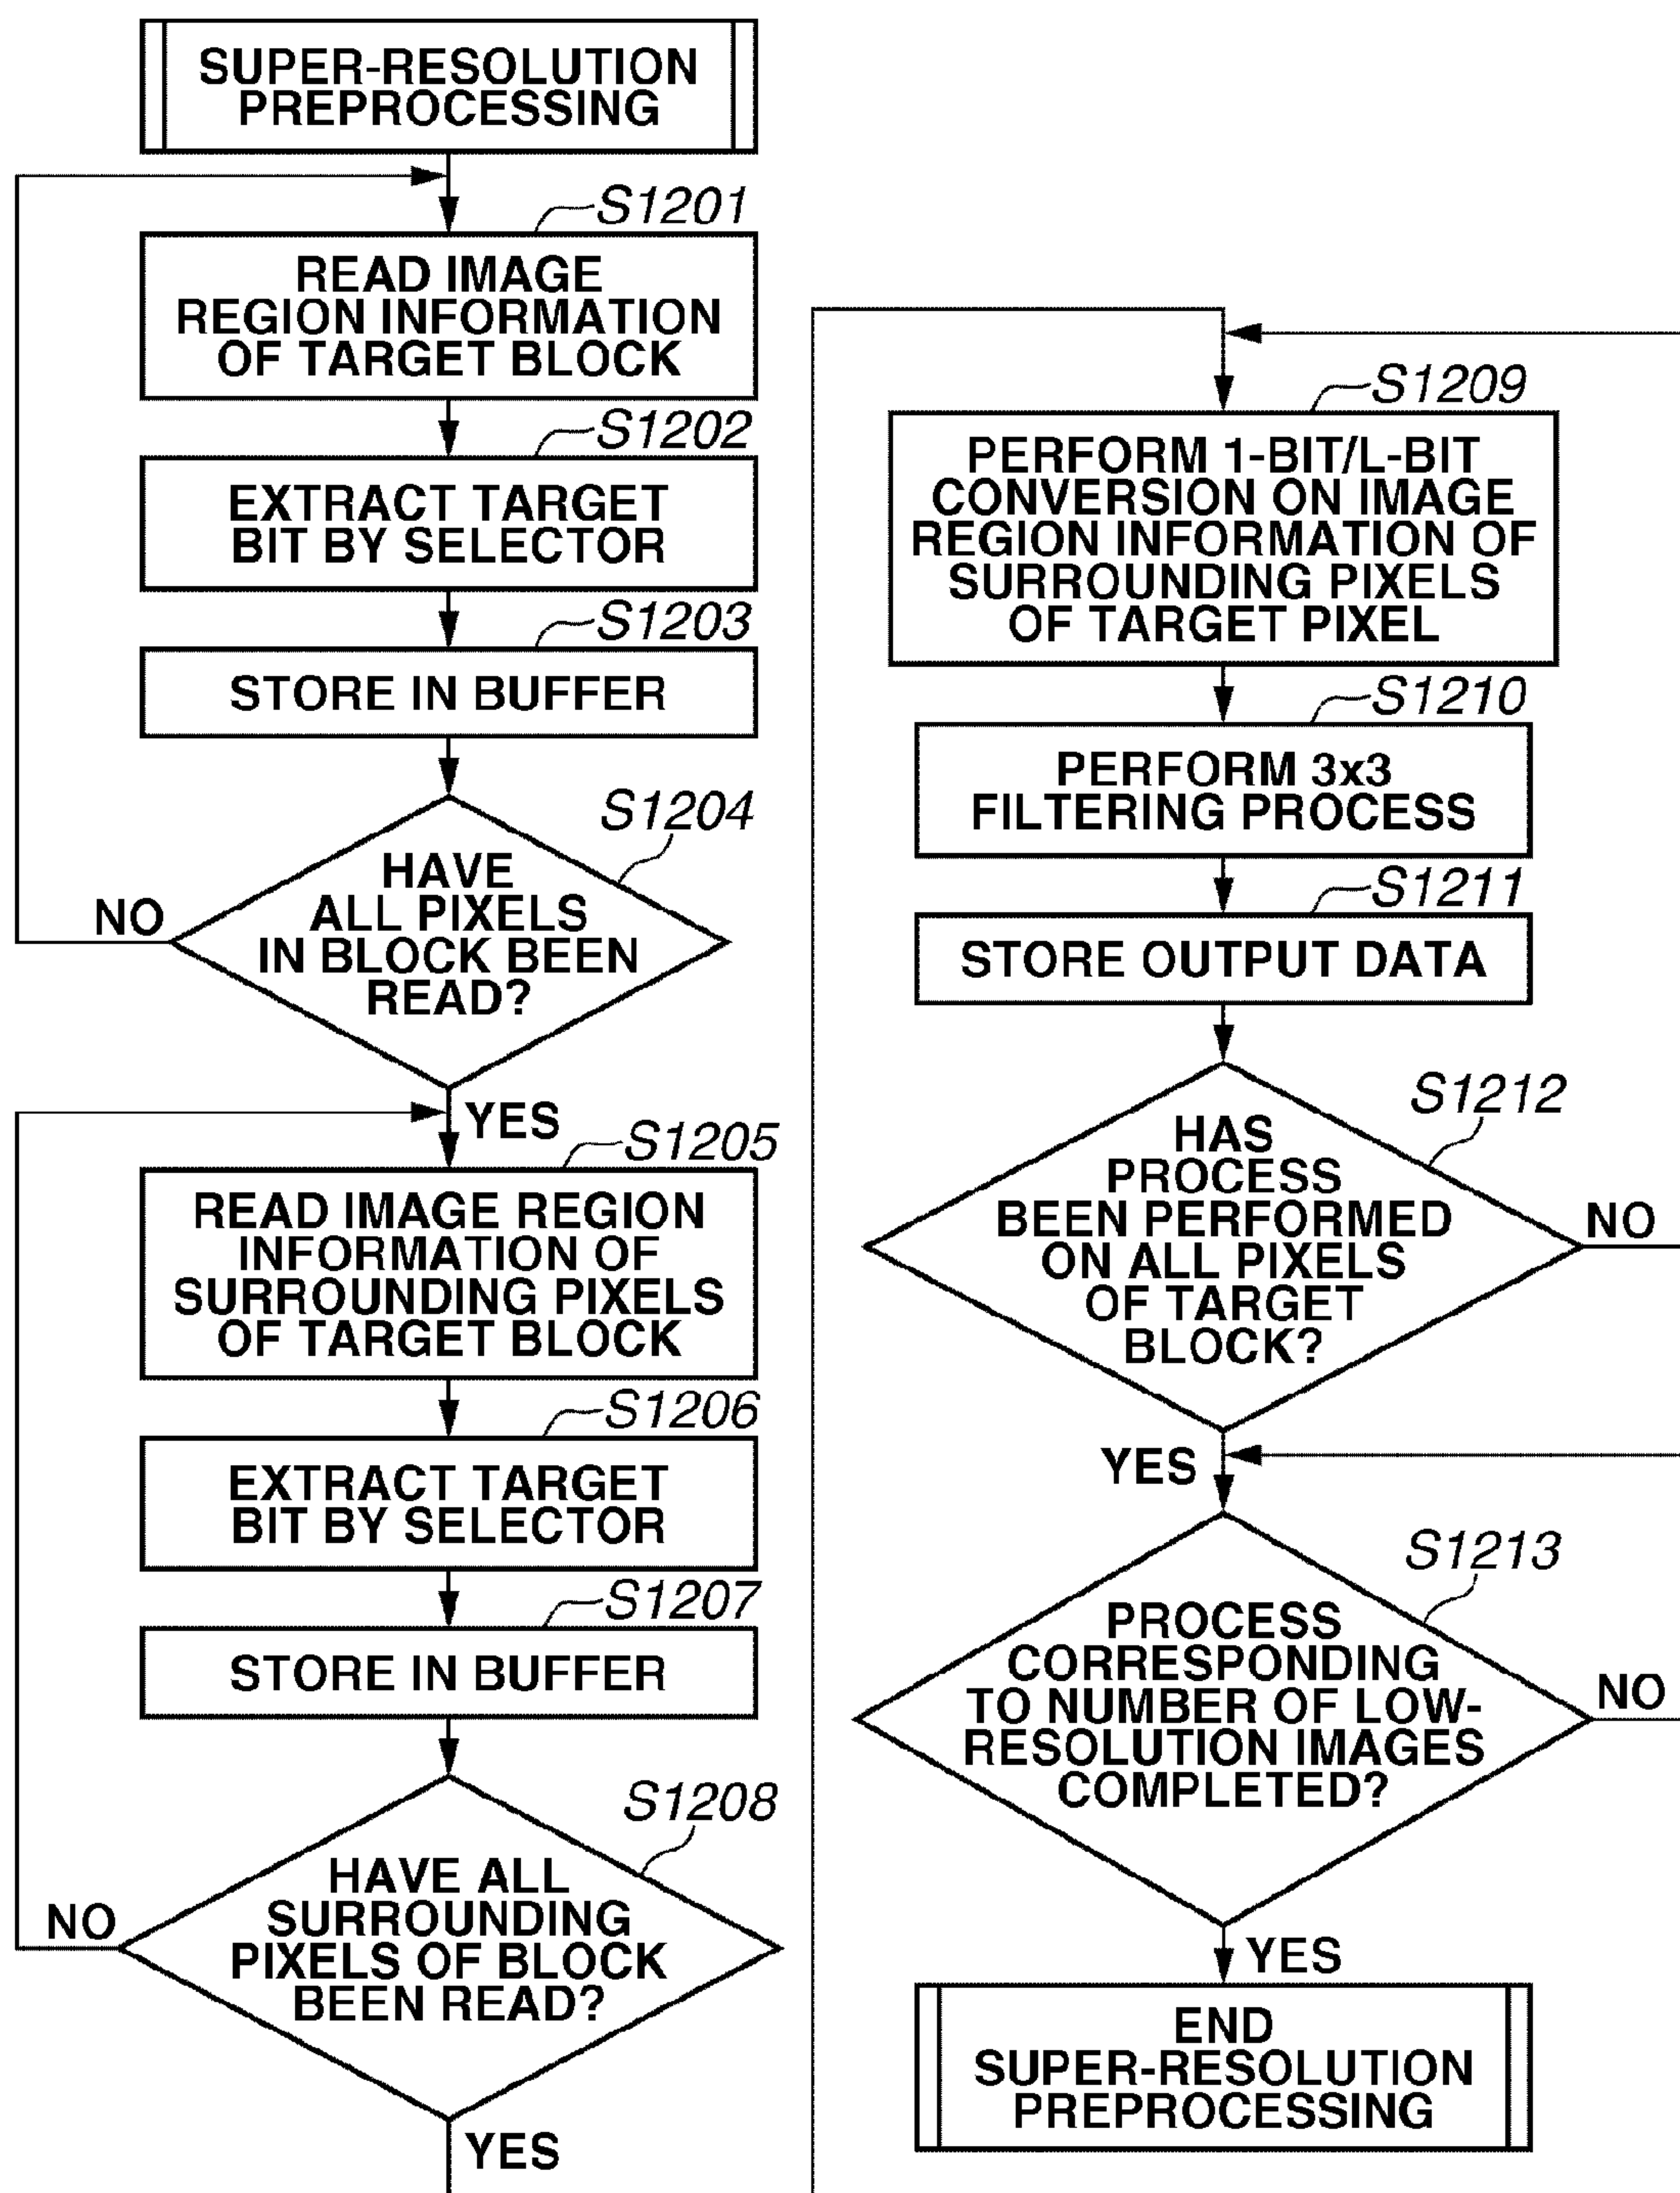 SUPER-RESOLUTION
PREPROCESSING
S1201
READ IMAGE
REGION INFORMATION
OF TARGET BLOCK
S1202
EXTRACT TARGET
BIT BY SELECTOR
S1203
STORE IN BUFFER
S1204
HAVE
ALL PIXELS
IN BLOCK BEEN
READ?
NO
YES
S1205
READ IMAGE REGION
INFORMATION OF
SURROUNDING PIXELS
OF TARGET BLOCK
S1206
EXTRACT TARGET
BIT BY SELECTOR
S1207
STORE IN BUFFER
S1208
HAVE ALL
SURROUNDING
PIXELS OF BLOCK
BEEN READ?
NO
YES
S1209
PERFORM 1-BIT/L-BIT
CONVERSION ON IMAGE
REGION INFORMATION OF
SURROUNDING PIXELS
OF TARGET PIXEL
S1210
PERFORM 3x3
FILTERING PROCESS
S1211
STORE OUTPUT DATA
S1212
HAS
PROCESS
BEEN PERFORMED
ON ALL PIXELS
OF TARGET
BLOCK?
NO
YES
S1213
PROCESS
CORRESPONDING
TO NUMBER OF LOW-
RESOLUTION IMAGES
COMPLETED?
NO
YES
END
SUPER-RESOLUTION
PREPROCESSING